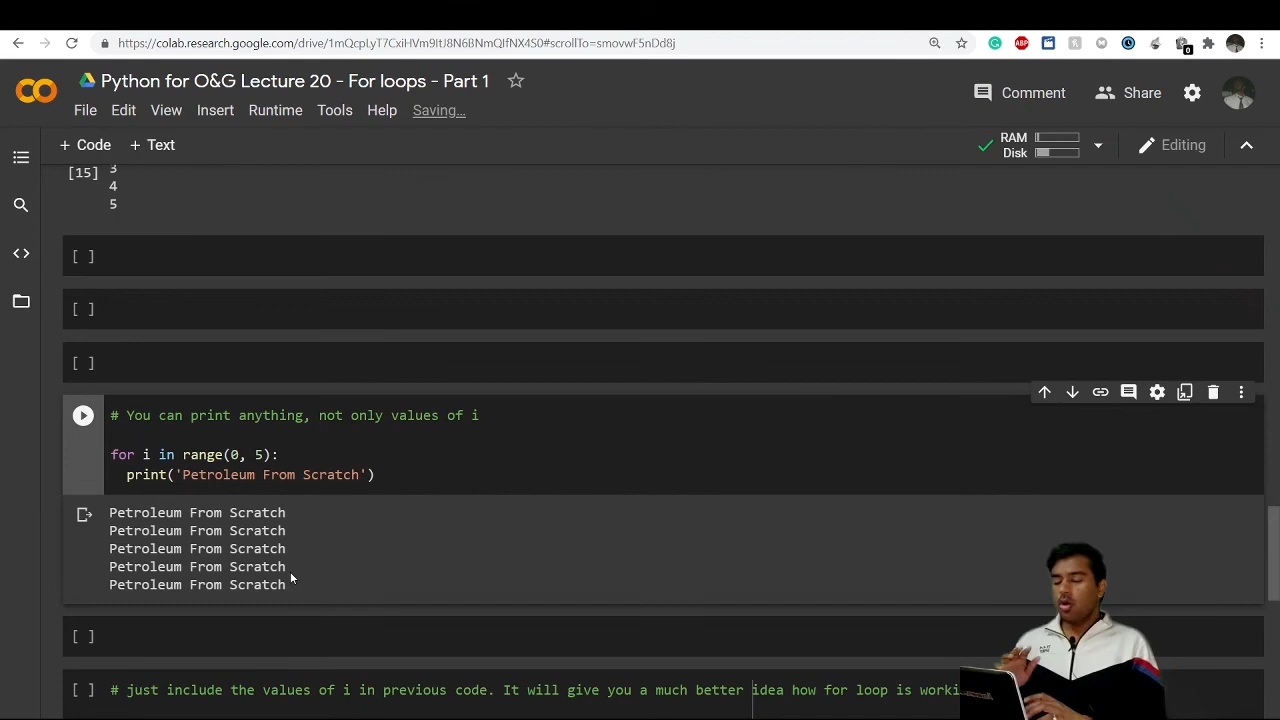 https://colab.research.google.com/drive/1mQcpLyT7CxiHVm9ItJ8N6BNmQIfNX4S0#scrollTo=smovwF5nDd8j
ABP
0
Python for O&G Lecture 20 - For loops - Part 1
Comment
Share
File Edit View Insert Runtime Tools Help Saving...
+ Code + Text
RAM
Disk
Editing
3
[15]
4
5
[ ]
[ ]
[ ]
# You can print anything, not only values of i
for i in range(0, 5):
print('Petroleum From Scratch')
Petroleum From Scratch
Petroleum From Scratch
Petroleum From Scratch
Petroleum From Scratch
Petroleum From Scratch
[ ]
[ ] # just include the values of i in previous code. It will give you a much better idea how for loop is worki